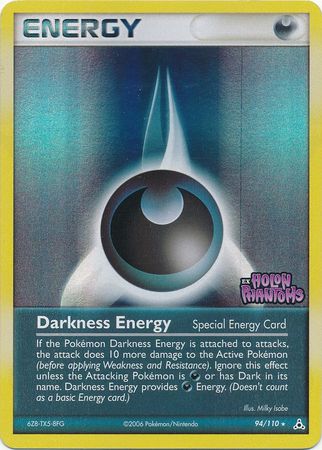 ENERGY
EX HOLON
PHANTOMS
Darkness Energy Special Energy Card
If the Pokémon Darkness Energy is attached to attacks,
the attack does 10 more damage to the Active Pokémon
(before applying Weakness and Resistance). Ignore this effect
unless the Attacking Pokémon is or has Dark in its
name. Darkness Energy provides Energy. (Doesn't count
as a basic Energy card.)
Illus. Milky Isobe
6Z8-TX5-8FG ©2006 Pokémon/Nintendo 94/110 ★